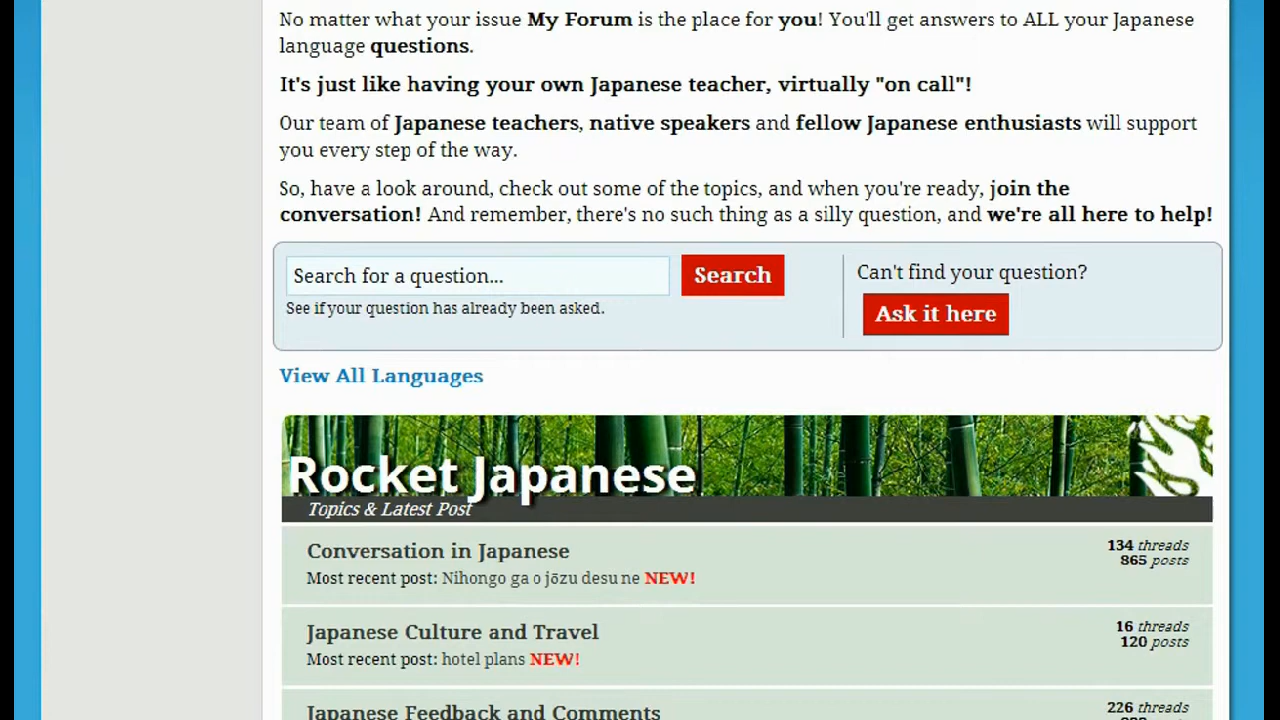 No matter what your issue My Forum is the place for you! You'll get answers to ALL your Japanese
language questions.
It's just like having your own Japanese teacher, virtually "on call"!
Our team of Japanese teachers, native speakers and fellow Japanese enthusiasts will support
you every step of the way.
So, have a look around, check out some of the topics, and when you're ready, join the
conversation! And remember, there's no such thing as a silly question, and we're all here to help!
Search for a question...
Search
See if your question has already been asked.
Can't find your question?
Ask it here
View All Languages
Rocket Japanese
Topics & Latest Post
Conversation in Japanese
134 threads
865 posts
Most recent post: Nihongo ga o jōzu desu ne NEW!
Japanese Culture and Travel
16 threads
120 posts
Most recent post: hotel plans NEW!
Japanese Feedback and Comments
226 threads